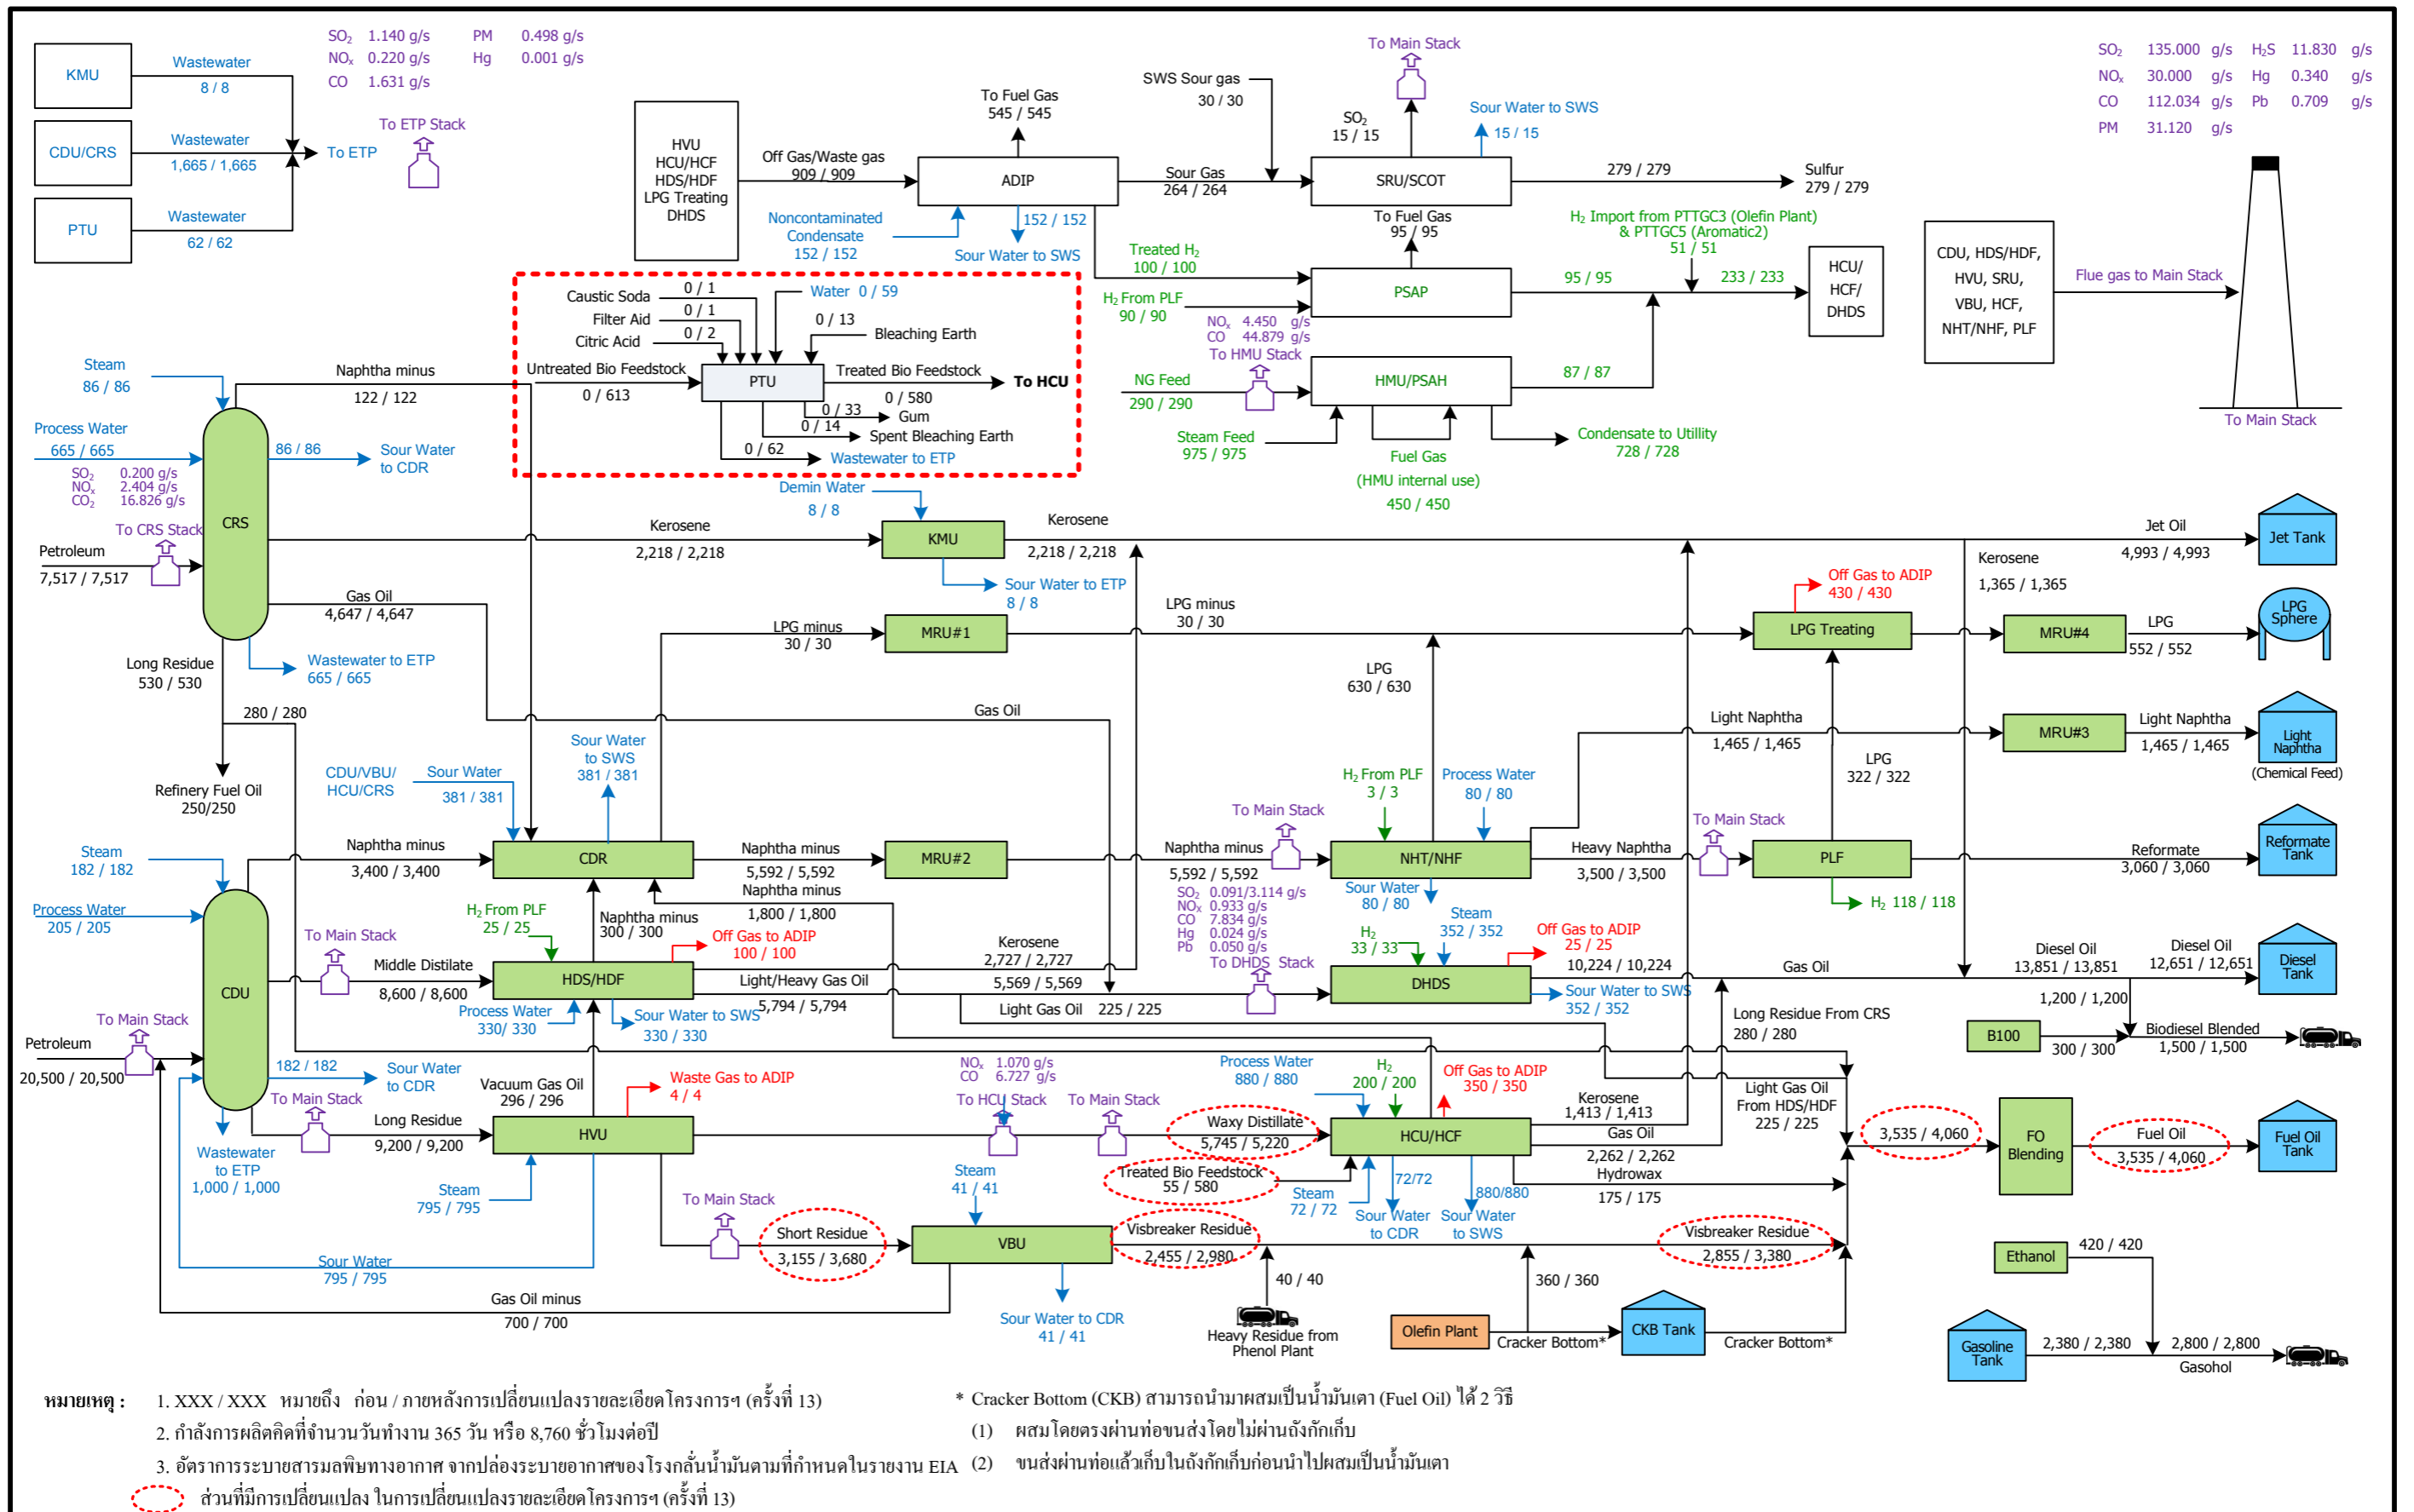 SO₂ 1.140 g/s PM 0.498 g/s
NOₓ 0.220 g/s Hg 0.001 g/s
CO 1.631 g/s
KMU
Wastewater
8 / 8
CDU/CRS
Wastewater
1,665 / 1,665
To ETP
To ETP Stack
PTU
Wastewater
62 / 62
HVU
HCU/HCF
HDS/HDF
LPG Treating
DHDS
Off Gas/Waste gas
909 / 909
To Fuel Gas
545 / 545
ADIP
Noncontaminated
Condensate
152 / 152
152 / 152
Sour Water to SWS
SWS Sour gas
30 / 30
Sour Gas
264 / 264
To Main Stack
SO₂
15 / 15
Sour Water to SWS
15 / 15
SRU/SCOT
279 / 279
Sulfur
279 / 279
SO₂ 135.000 g/s H₂S 11.830 g/s
NOₓ 30.000 g/s Hg 0.340 g/s
CO 112.034 g/s Pb 0.709 g/s
PM 31.120 g/s
To Fuel Gas
95 / 95
H₂ Import from PTTGC3 (Olefin Plant)
& PTTGC5 (Aromatic2)
51 / 51
Treated H₂
100 / 100
H₂ From PLF
90 / 90
PSAP
95 / 95
233 / 233
HCU/
HCF/
DHDS
CDU, HDS/HDF,
HVU, SRU,
VBU, HCF,
NHT/NHF, PLF
Flue gas to Main Stack
To Main Stack
NOₓ 4.450 g/s
CO 44.879 g/s
To HMU Stack
NG Feed
290 / 290
HMU/PSAH
87 / 87
Steam Feed
975 / 975
Fuel Gas
(HMU internal use)
450 / 450
Condensate to Utillity
728 / 728
Caustic Soda
0 / 1
Filter Aid
0 / 1
Citric Acid
0 / 2
Water 0 / 59
0 / 13
Bleaching Earth
Untreated Bio Feedstock
0 / 613
PTU
Treated Bio Feedstock
0 / 580
To HCU
0 / 33
Gum
0 / 14
Spent Bleaching Earth
0 / 62
Wastewater to ETP
Steam
86 / 86
Naphtha minus
122 / 122
Process Water
665 / 665
86 / 86
Sour Water
to CDR
SO₂ 0.200 g/s
NOₓ 2.404 g/s
CO₂ 16.826 g/s
To CRS Stack
CRS
Petroleum
7,517 / 7,517
Kerosene
2,218 / 2,218
Demin Water
8 / 8
KMU
Kerosene
2,218 / 2,218
Sour Water to ETP
8 / 8
Gas Oil
4,647 / 4,647
Jet Oil
4,993 / 4,993
Jet Tank
Kerosene
1,365 / 1,365
Long Residue
530 / 530
Wastewater to ETP
665 / 665
280 / 280
Refinery Fuel Oil
250/250
LPG minus
30 / 30
MRU#1
LPG minus
30 / 30
LPG
630 / 630
Off Gas to ADIP
430 / 430
LPG Treating
MRU#4
LPG
552 / 552
LPG
Sphere
Gas Oil
Light Naphtha
1,465 / 1,465
MRU#3
Light Naphtha
1,465 / 1,465
Light
Naphtha
(Chemical Feed)
LPG
322 / 322
CDU/VBU/
HCU/CRS
Sour Water
381 / 381
Sour Water
to SWS
381 / 381
Steam
182 / 182
Naphtha minus
3,400 / 3,400
CDR
Naphtha minus
5,592 / 5,592
MRU#2
Naphtha minus
5,592 / 5,592
To Main Stack
H₂ From PLF
3 / 3
Process Water
80 / 80
NHT/NHF
Heavy Naphtha
3,500 / 3,500
To Main Stack
PLF
Reformate
3,060 / 3,060
Reformate
Tank
H₂ 118 / 118
Sour Water
80 / 80
SO₂ 0.091/3.114 g/s
NOₓ 0.933 g/s
CO 7.834 g/s
Hg 0.024 g/s
Pb 0.050 g/s
To DHDS Stack
Process Water
205 / 205
CDU
To Main Stack
Middle Distilate
8,600 / 8,600
H₂ From PLF
25 / 25
Naphtha minus
300 / 300
Naphtha minus
1,800 / 1,800
Off Gas to ADIP
100 / 100
HDS/HDF
Kerosene
2,727 / 2,727
Light/Heavy Gas Oil
5,569 / 5,569
5,794 / 5,794
Light Gas Oil 225 / 225
Process Water
330/ 330
Sour Water to SWS
330 / 330
H₂
33 / 33
Steam
352 / 352
Off Gas to ADIP
25 / 25
DHDS
10,224 / 10,224
Sour Water to SWS
352 / 352
Gas Oil
Diesel Oil
13,851 / 13,851
Diesel Oil
12,651 / 12,651
Diesel
Tank
1,200 / 1,200
B100
300 / 300
Biodiesel Blended
1,500 / 1,500
Long Residue From CRS
280 / 280
Light Gas Oil
From HDS/HDF
225 / 225
To Main Stack
Petroleum
20,500 / 20,500
182 / 182
Sour Water
to CDR
To Main Stack
Long Residue
9,200 / 9,200
Wastewater
to ETP
1,000 / 1,000
Vacuum Gas Oil
296 / 296
Waste Gas to ADIP
4 / 4
HVU
Steam
795 / 795
Sour Water
795 / 795
NOₓ 1.070 g/s
CO 6.727 g/s
To HCU Stack
To Main Stack
Waxy Distillate
5,745 / 5,220
Treated Bio Feedstock
55 / 580
Process Water
880 / 880
H₂
200 / 200
Off Gas to ADIP
350 / 350
HCU/HCF
Kerosene
1,413 / 1,413
Gas Oil
2,262 / 2,262
Hydrowax
175 / 175
Steam
72 / 72
72/72
Sour Water
to CDR
880/880
Sour Water
to SWS
3,535 / 4,060
FO
Blending
Fuel Oil
3,535 / 4,060
Fuel Oil
Tank
To Main Stack
Short Residue
3,155 / 3,680
Steam
41 / 41
VBU
Visbreaker Residue
2,455 / 2,980
Visbreaker Residue
2,855 / 3,380
Gas Oil minus
700 / 700
Sour Water to CDR
41 / 41
40 / 40
Heavy Residue from
Phenol Plant
360 / 360
Olefin Plant
Cracker Bottom*
CKB Tank
Cracker Bottom*
Ethanol
420 / 420
Gasoline
Tank
2,380 / 2,380
2,800 / 2,800
Gasohol
หมายเหตุ : 1. XXX / XXX หมายถึง ก่อน / ภายหลังการเปลี่ยนแปลงรายละเอียดโครงการฯ (ครั้งที่ 13)
2. กำลังการผลิตคิดที่จำนวนวันทำงาน 365 วัน หรือ 8,760 ชั่วโมงต่อปี
3. อัตราการระบายสารมลพิษทางอากาศ จากปล่องระบายอากาศของโรงกลั่นน้ำมันตามที่กำหนดในรายงาน EIA
ส่วนที่มีการเปลี่ยนแปลง ในการเปลี่ยนแปลงรายละเอียดโครงการฯ (ครั้งที่ 13)
* Cracker Bottom (CKB) สามารถนำมาผสมเป็นน้ำมันเตา (Fuel Oil) ได้ 2 วิธี
(1) ผสมโดยตรงผ่านท่อขนส่งโดยไม่ผ่านถังกักเก็บ
(2) ขนส่งผ่านท่อแล้วเก็บในถังกักเก็บก่อนนำไปผสมเป็นน้ำมันเตา